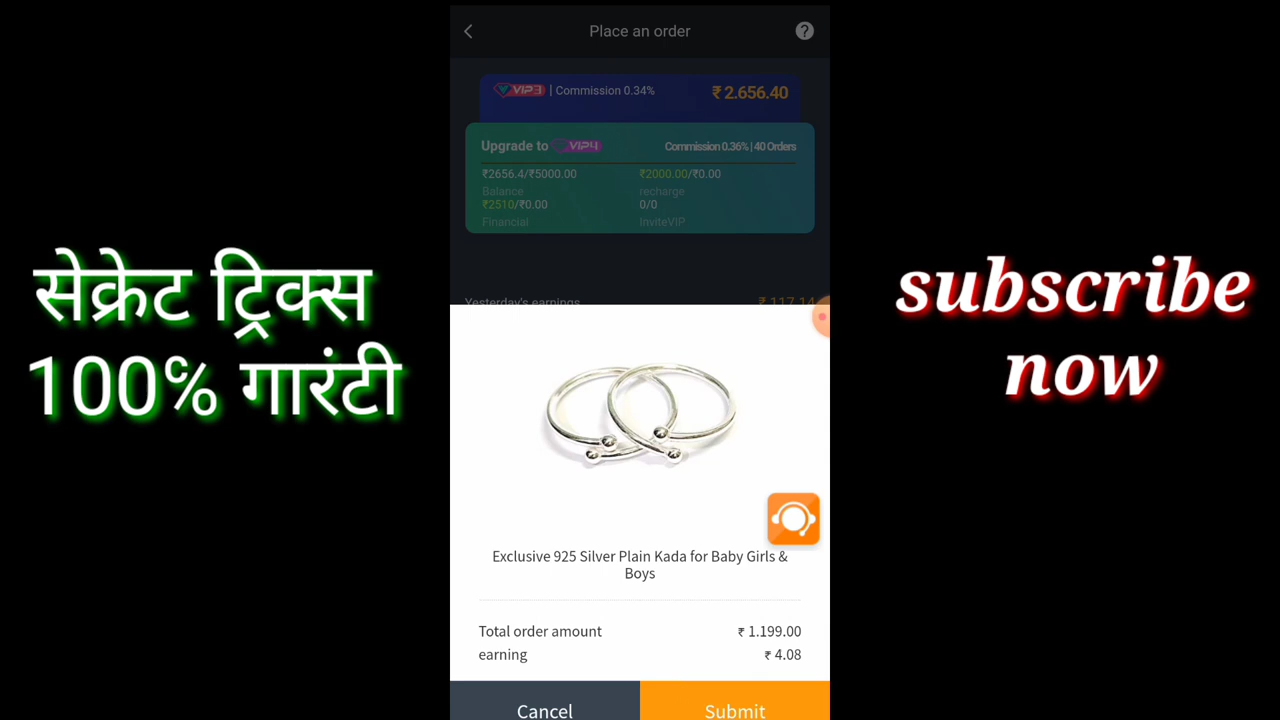 Place an order
VIP3 | Commission 0.34% ₹ 2.656.40
Upgrade to VIP4 Commission 0.36% | 40 Orders
₹2656.4/₹5000.00 ₹2000.00/₹0.00
Balance recharge
₹2510/₹0.00 0/0
Financial InviteVIP
Yesterday's earnings ₹ 117.14
सेक्रेट ट्रिक्स
100% गारंटी
subscribe
now
Exclusive 925 Silver Plain Kada for Baby Girls &
Boys
Total order amount ₹ 1.199.00
earning ₹ 4.08
Cancel Submit